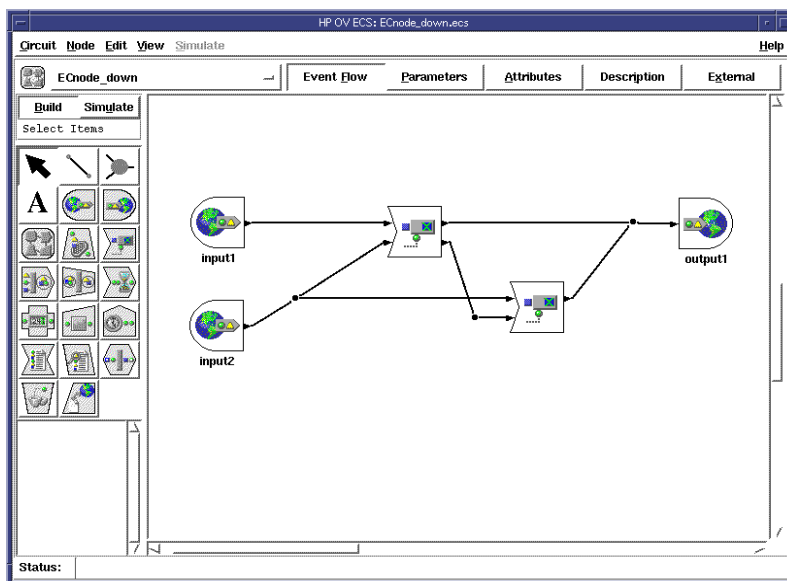 HP OV ECS: ECnode_down.ecs
Circuit Node Edit View Simulate Help
ECnode_down Event Flow Parameters Attributes Description External
Build Simulate
Select Items
A
input1
output1
input2
Status: